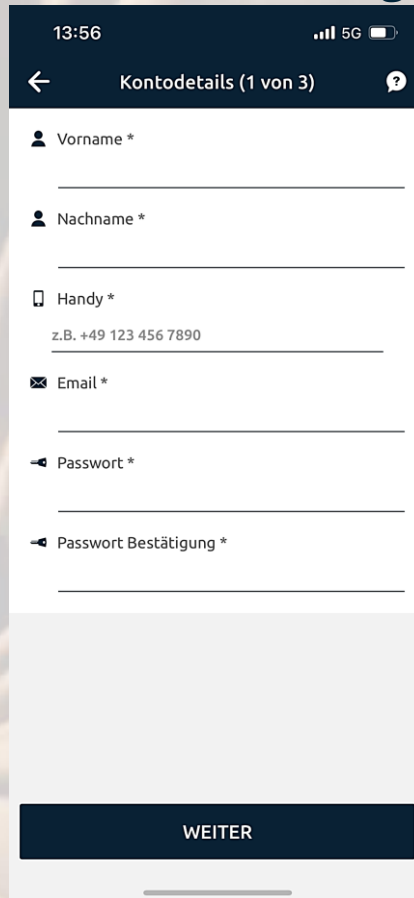 13:56
5G
Kontodetails (1 von 3)
?
Vorname *
Nachname *
Handy *
z.B. +49 123 456 7890
Email *
Passwort *
Passwort Bestätigung *
WEITER